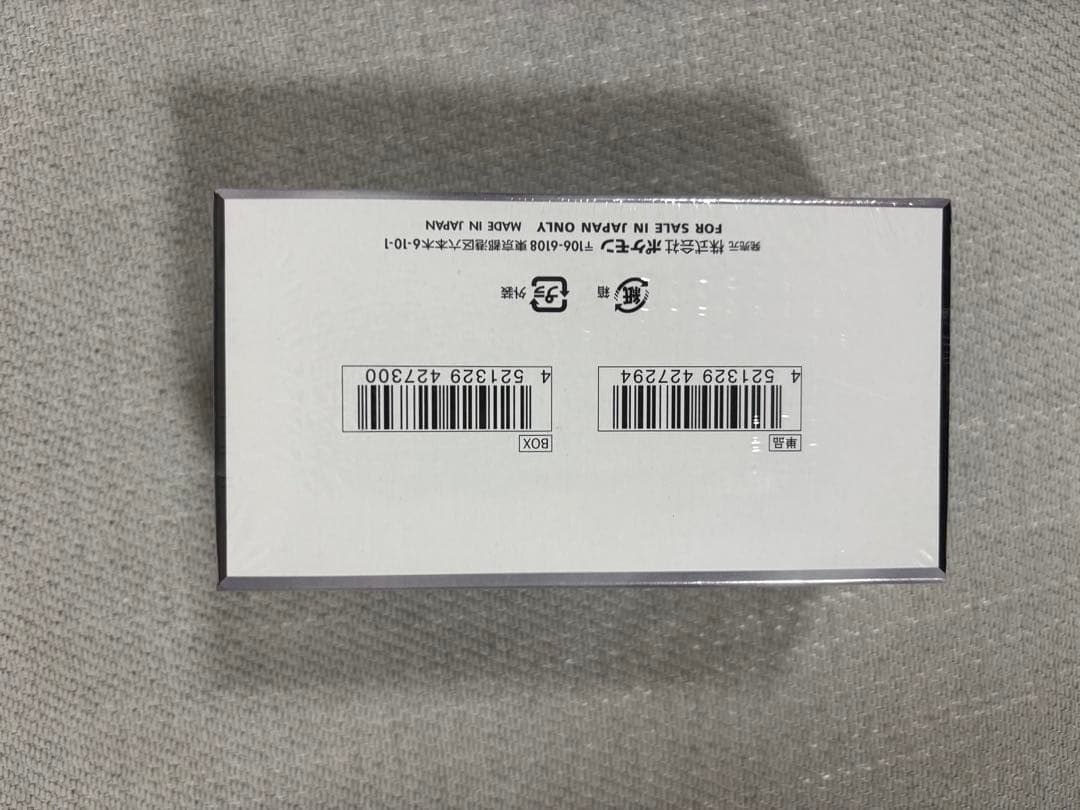 単品
BOX
4 521329 427294
4 521329 427300
紙 箱
プラ 外装
発売元 株式会社ポケモン 〒106-6108 東京都港区六本木6-10-1
FOR SALE IN JAPAN ONLY MADE IN JAPAN